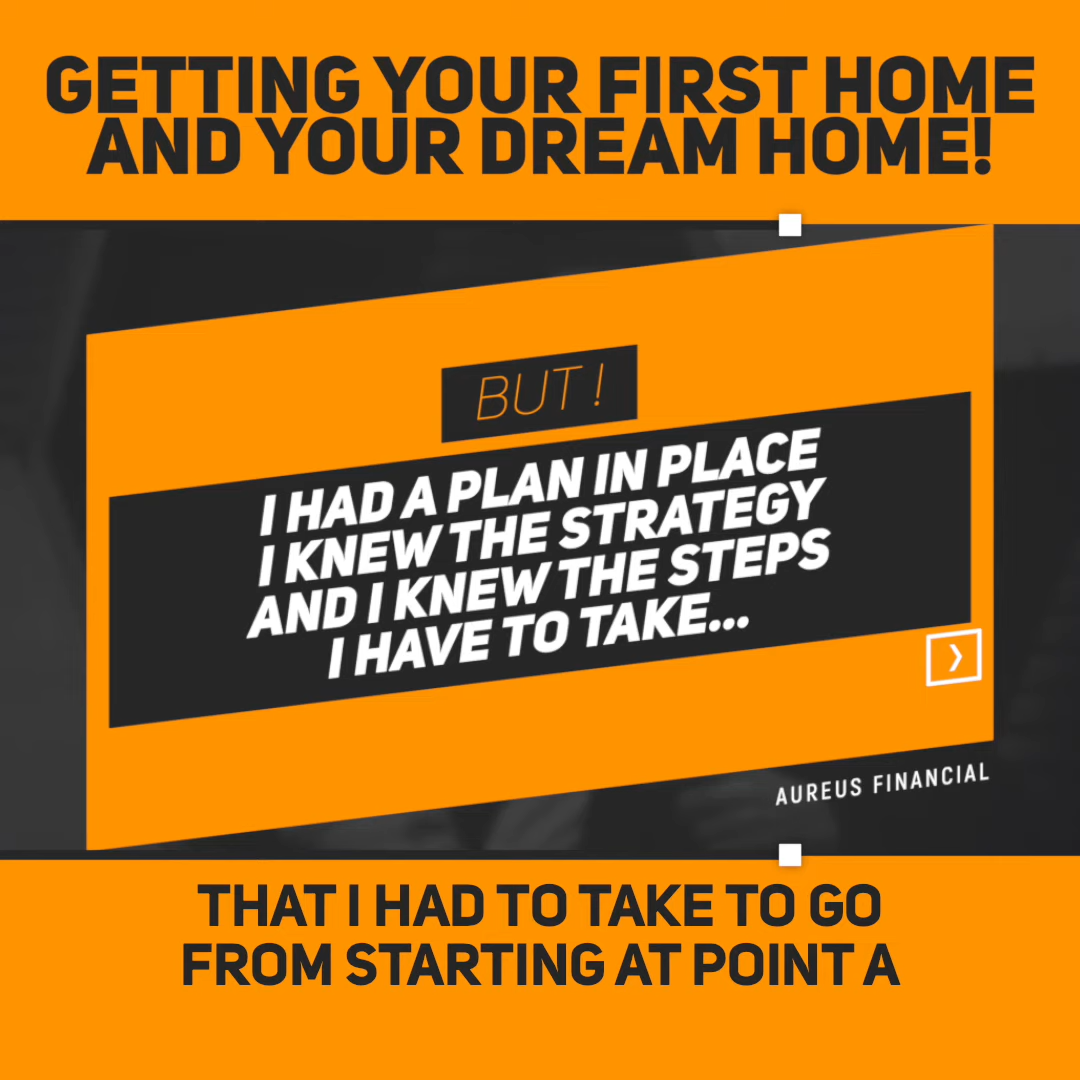 GETTING YOUR FIRST HOME
AND YOUR DREAM HOME!
BUT !
I HAD A PLAN IN PLACE
I KNEW THE STRATEGY
AND I KNEW THE STEPS
I HAVE TO TAKE...
AUREUS FINANCIAL
THAT I HAD TO TAKE TO GO
FROM STARTING AT POINT A